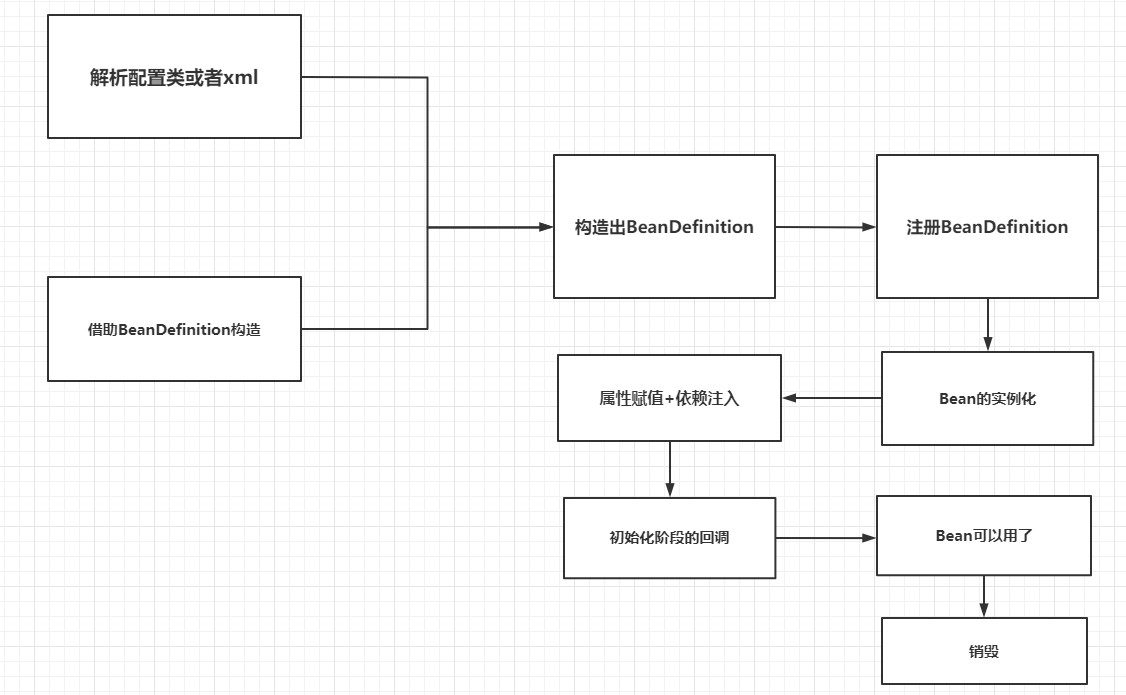 解析配置类或者xml
借助BeanDefinition构造
构造出BeanDefinition
注册BeanDefinition
Bean的实例化
属性赋值+依赖注入
初始化阶段的回调
Bean可以用了
销毁